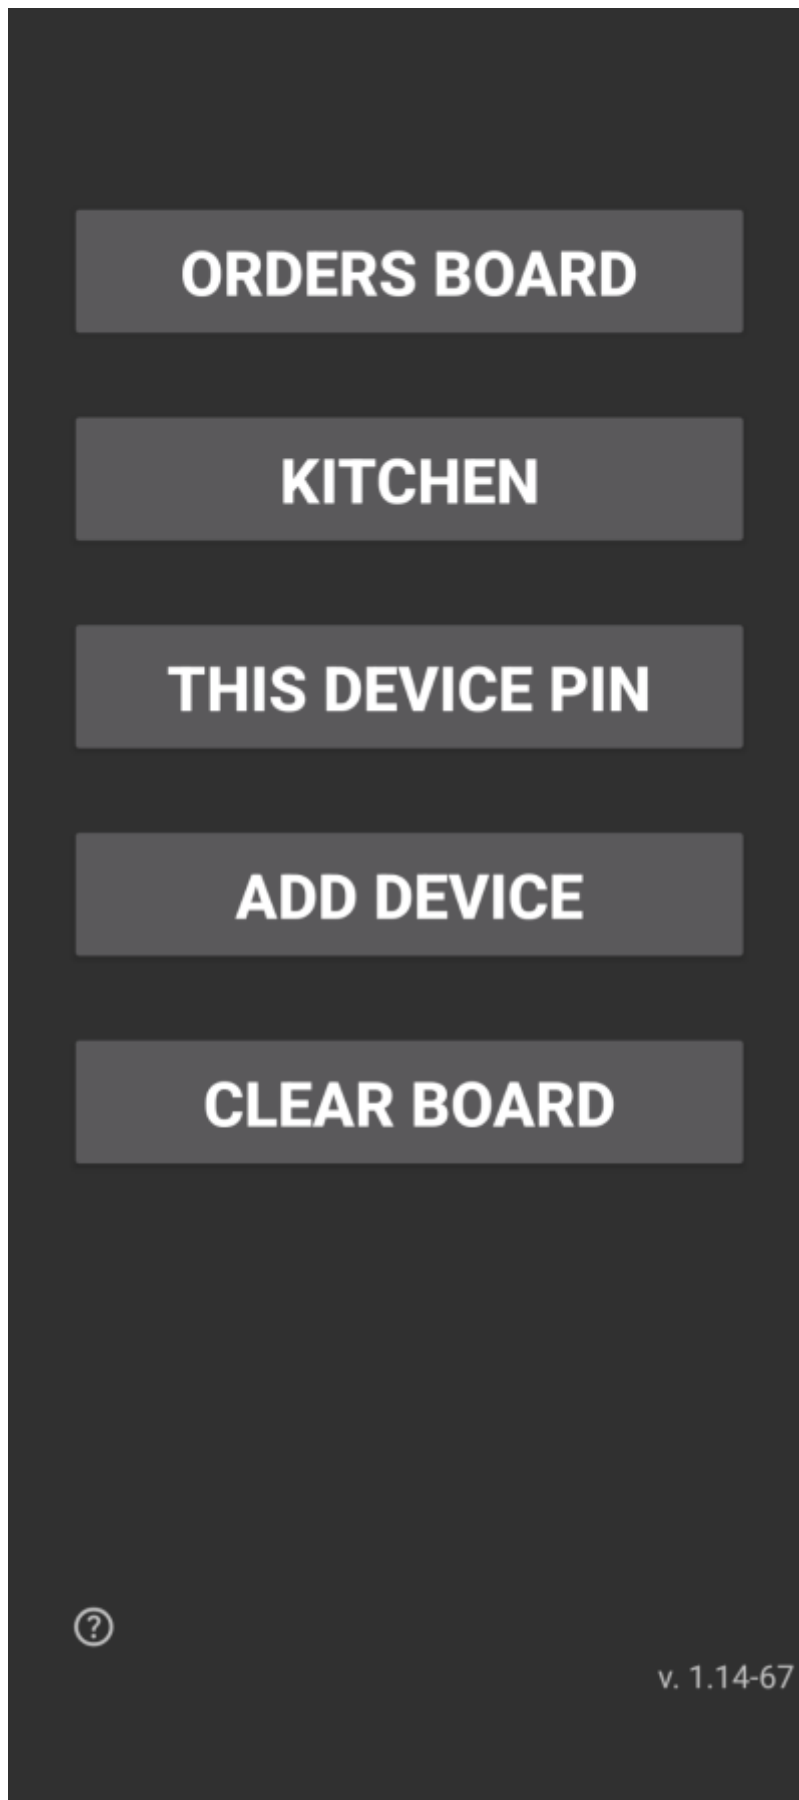 ORDERS BOARD
KITCHEN
THIS DEVICE PIN
ADD DEVICE
CLEAR BOARD
?
v. 1.14-67